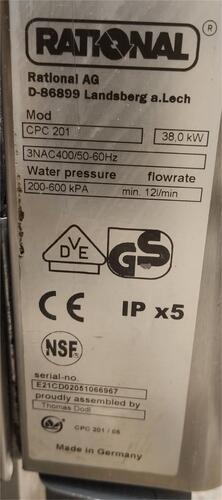 RATIONAL ®
Rational AG
D-86899 Landsberg a.Lech
Mod
CPC 201 38,0 kW
3NAC400/50-60Hz
Water pressure flowrate
200-600 kPA min. 12l/min
DVE GS
CE IP x5
NSF
serial-no.
E21CD02051066967
proudly assembled by
Thomas Dodl
CPC 201 / 05
Made in Germany